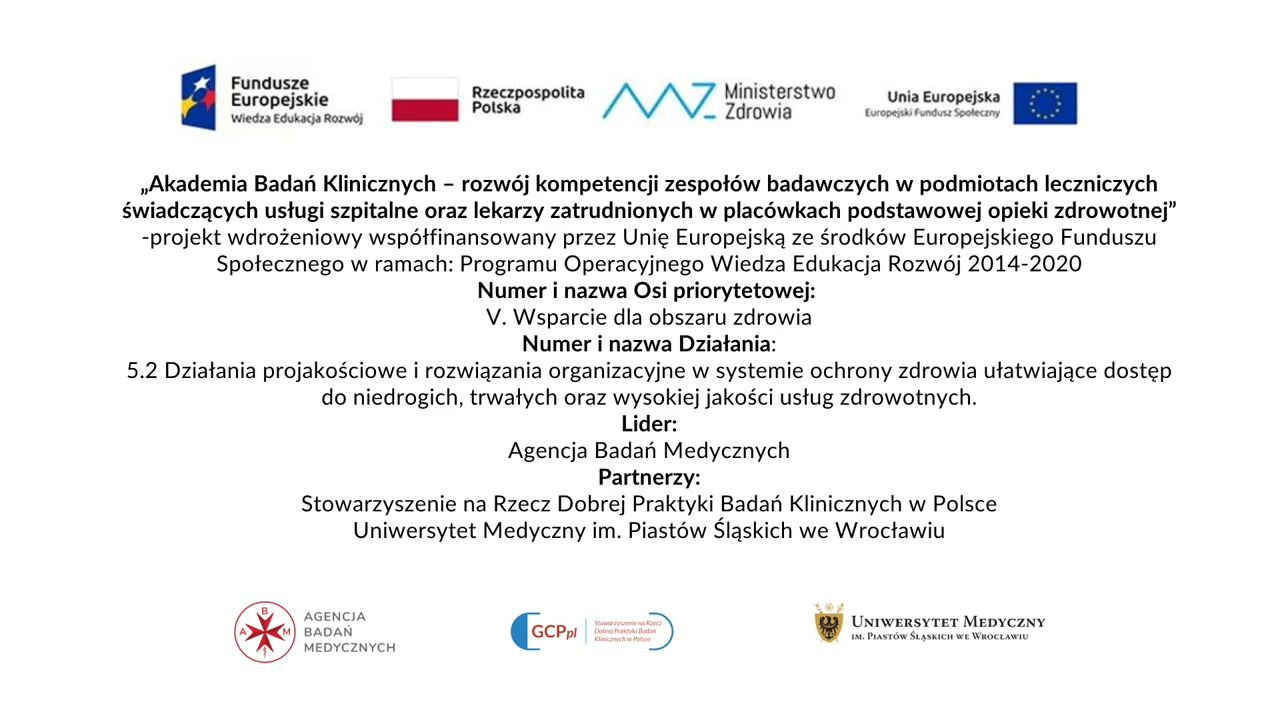 Fundusze
Europejskie
Wiedza Edukacja Rozwój
Rzeczpospolita
Polska
Ministerstwo
Zdrowia
Unia Europejska
Europejski Fundusz Społeczny
„Akademia Badań Klinicznych – rozwój kompetencji zespołów badawczych w podmiotach leczniczych
świadczących usługi szpitalne oraz lekarzy zatrudnionych w placówkach podstawowej opieki zdrowotnej”
-projekt wdrożeniowy współfinansowany przez Unię Europejską ze środków Europejskiego Funduszu
Społecznego w ramach: Programu Operacyjnego Wiedza Edukacja Rozwój 2014-2020
Numer i nazwa Osi priorytetowej:
V. Wsparcie dla obszaru zdrowia
Numer i nazwa Działania:
5.2 Działania projakościowe i rozwiązania organizacyjne w systemie ochrony zdrowia ułatwiające dostęp
do niedrogich, trwałych oraz wysokiej jakości usług zdrowotnych.
Lider:
Agencja Badań Medycznych
Partnerzy:
Stowarzyszenie na Rzecz Dobrej Praktyki Badań Klinicznych w Polsce
Uniwersytet Medyczny im. Piastów Śląskich we Wrocławiu
B
A M
AGENCJA
BADAŃ
MEDYCZNYCH
GCPpl
Stowarzyszenie na Rzecz
Dobrej Praktyki Badań
Klinicznych w Polsce
UNIWERSYTET MEDYCZNY
IM. PIASTÓW ŚLĄSKICH WE WROCŁAWIU